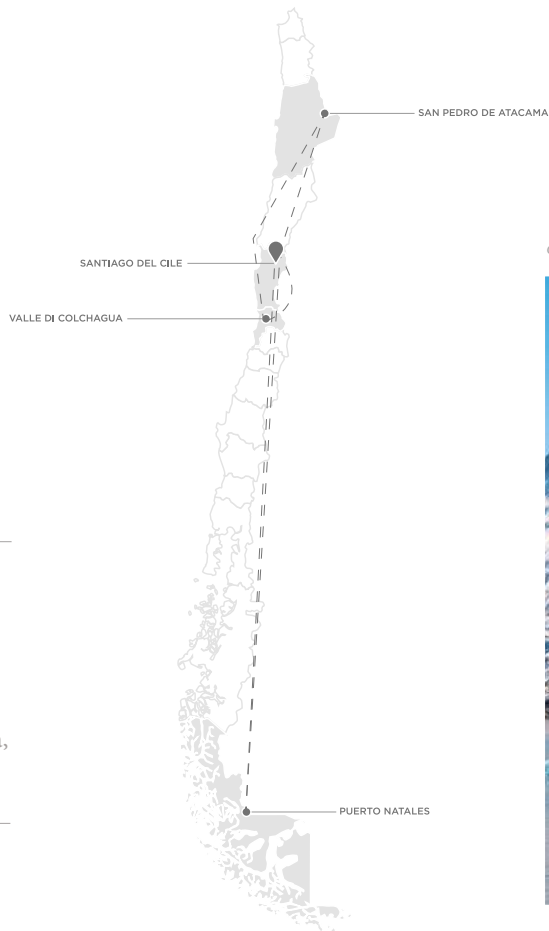 SAN PEDRO DE ATACAMA
SANTIAGO DEL CILE
VALLE DI COLCHAGUA
PUERTO NATALES